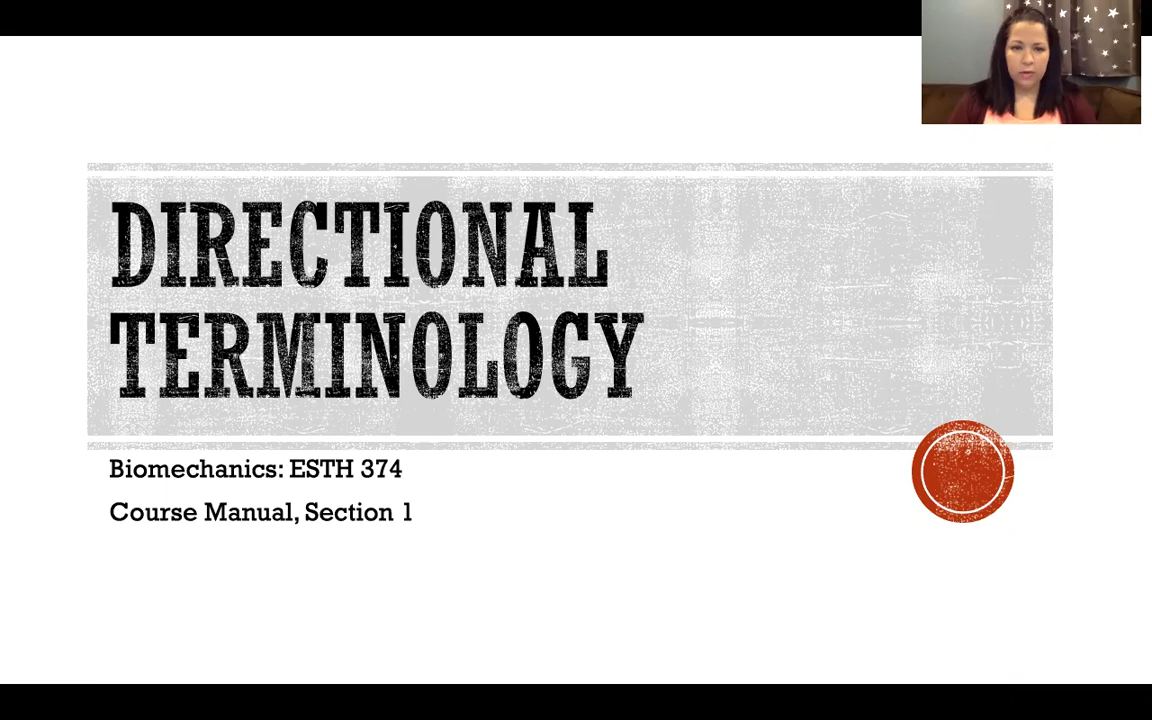 DIRECTIONAL
TERMINOLOGY
Biomechanics: ESTH 374
Course Manual, Section 1